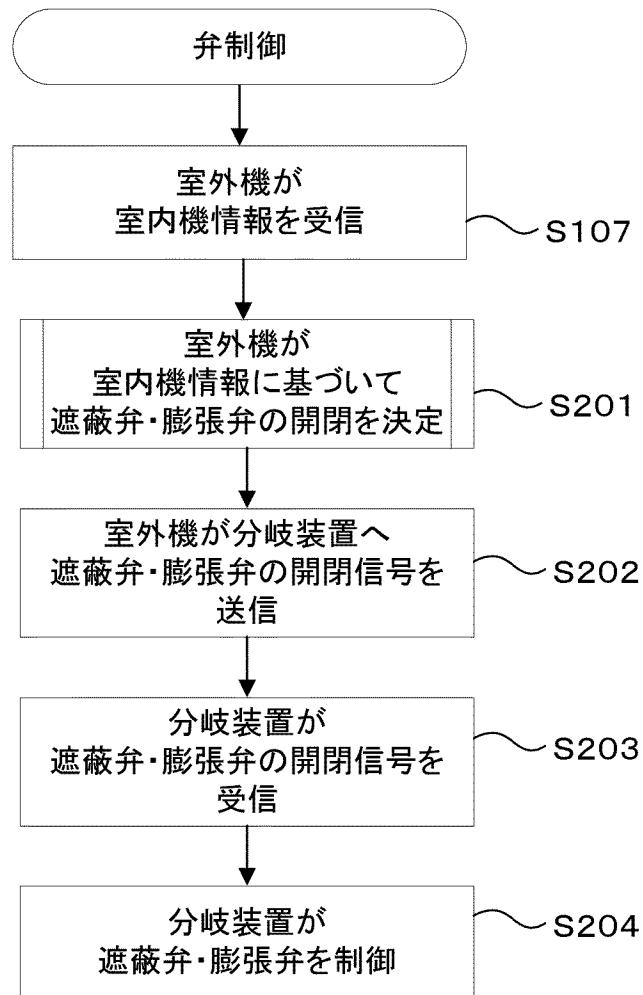 弁制御
室外機が
室内機情報を受信
S107
室外機が
室内機情報に基づいて
遮蔽弁・膨張弁の開閉を決定
S201
室外機が分岐装置へ
遮蔽弁・膨張弁の開閉信号を
送信
S202
分岐装置が
遮蔽弁・膨張弁の開閉信号を
受信
S203
分岐装置が
遮蔽弁・膨張弁を制御
S204